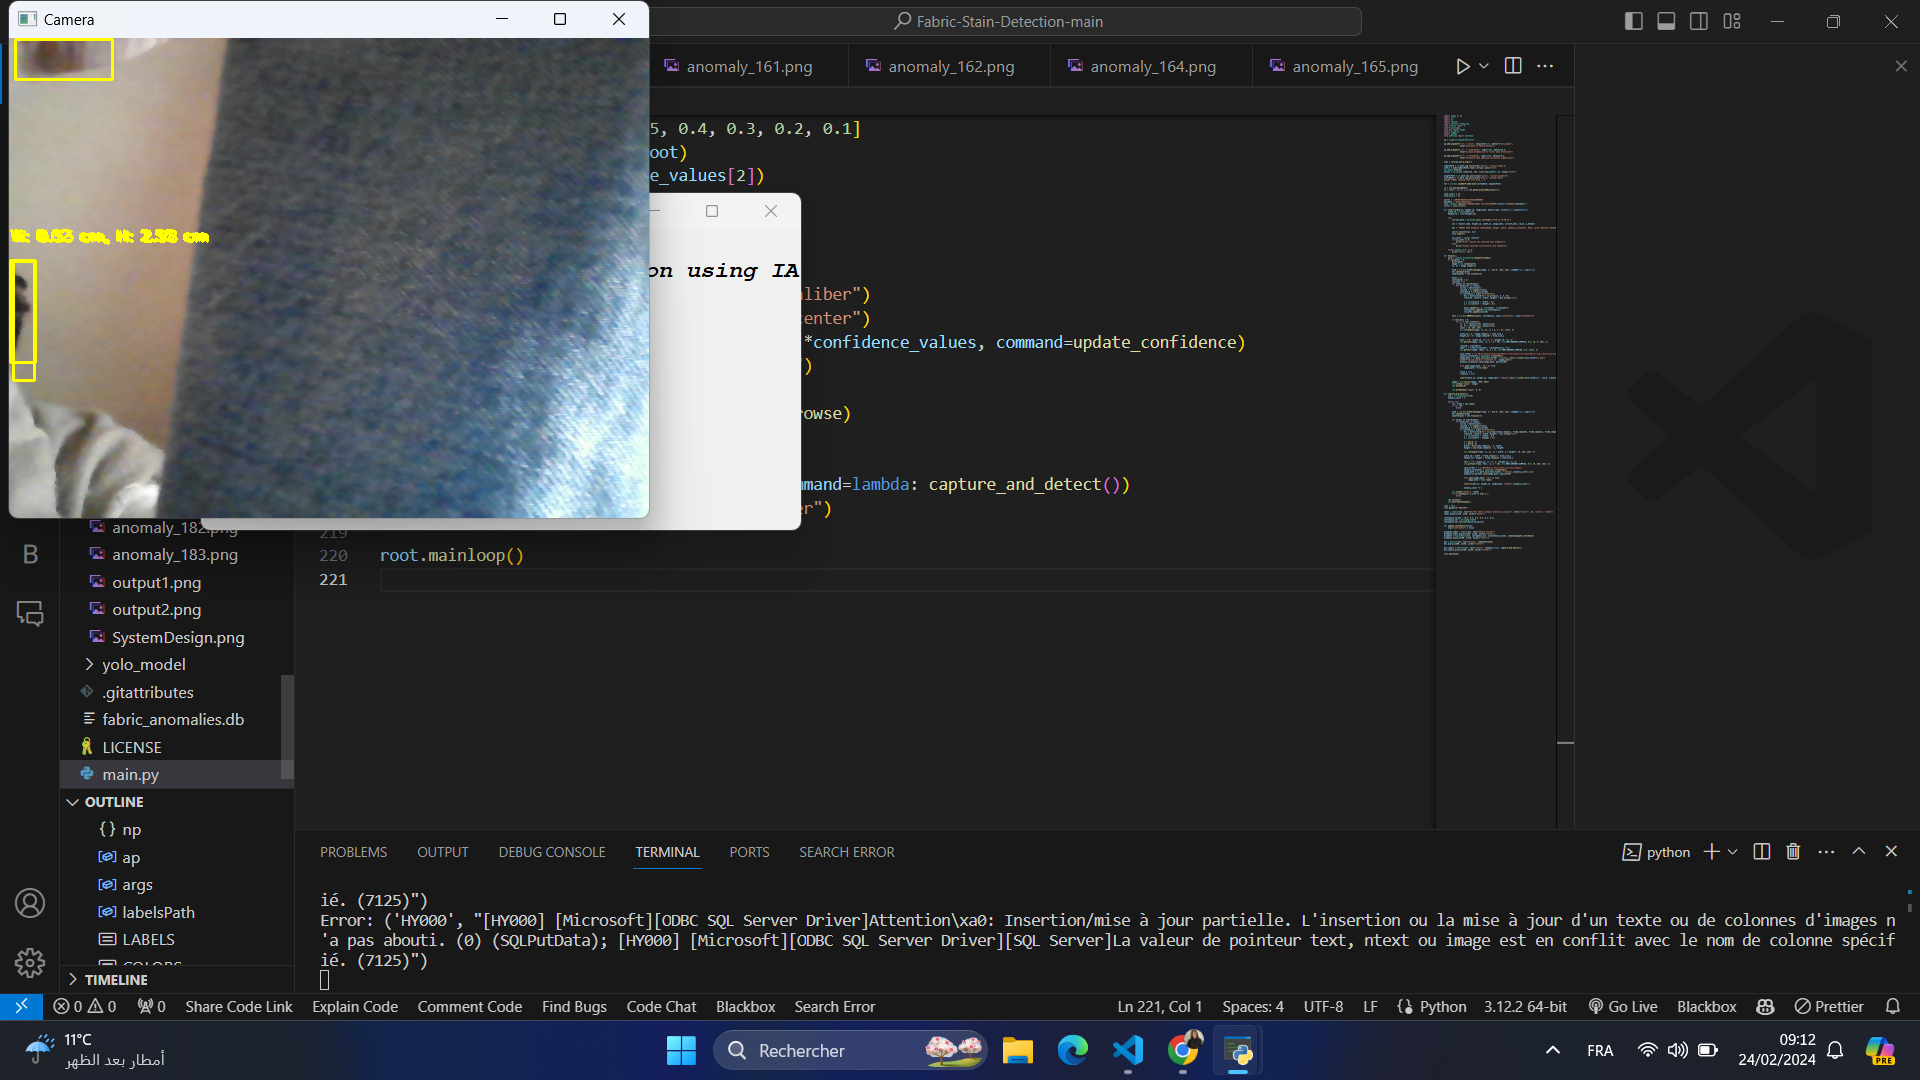 Camera
Fabric-Stain-Detection-main
anomaly_161.png
anomaly_162.png
anomaly_164.png
anomaly_165.png
5, 0.4, 0.3, 0.2, 0.1]
oot)
e_values[2])
W: 0.53 cm, H: 2.58 cm
on using IA
liber")
center")
*confidence_values, command=update_confidence)
)
rowse)
mmand=lambda: capture_and_detect())
er")
219
220 root.mainloop()
221
anomaly_182.png
anomaly_183.png
output1.png
output2.png
SystemDesign.png
yolo_model
.gitattributes
fabric_anomalies.db
LICENSE
main.py
OUTLINE
{} np
ap
args
labelsPath
LABELS
COLORS
TIMELINE
PROBLEMS OUTPUT DEBUG CONSOLE TERMINAL PORTS SEARCH ERROR
python
ié. (7125)")
Error: ('HY000', "[HY000] [Microsoft][ODBC SQL Server Driver]Attention\xa0: Insertion/mise à jour partielle. L'insertion ou la mise à jour d'un texte ou de colonnes d'images n
'a pas abouti. (0) (SQLPutData); [HY000] [Microsoft][ODBC SQL Server Driver][SQL Server]La valeur de pointeur text, ntext ou image est en conflit avec le nom de colonne spécif
ié. (7125)")
0 0 0 Share Code Link Explain Code Comment Code Find Bugs Code Chat Blackbox Search Error
Ln 221, Col 1 Spaces: 4 UTF-8 LF Python 3.12.2 64-bit Go Live Blackbox Prettier
11°C
أمطار بعد الظهر
Rechercher
FRA
09:12
24/02/2024
PRE